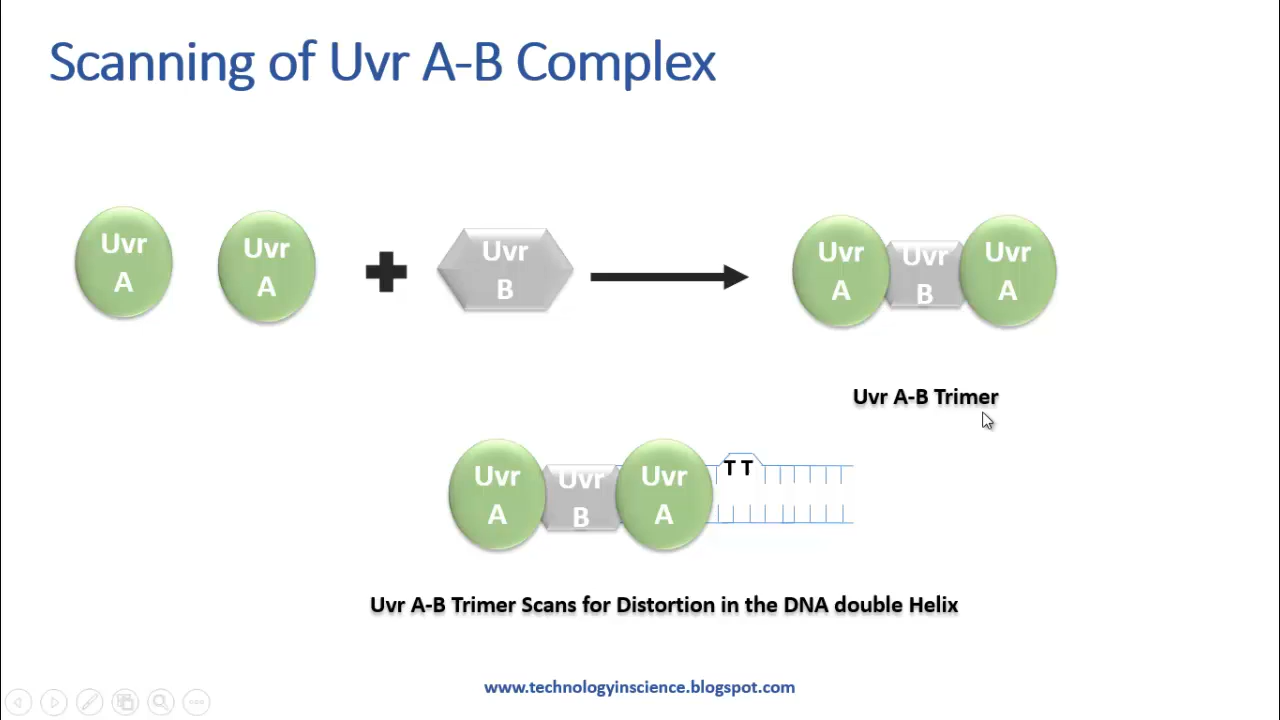 Scanning of Uvr A-B Complex
Uvr
A
Uvr
A
Uvr
B
Uvr
A
Uvr
B
Uvr
A
Uvr A-B Trimer
Uvr
A
Uvr
B
Uvr
A
T T
Uvr A-B Trimer Scans for Distortion in the DNA double Helix
www.technologyinscience.blogspot.com